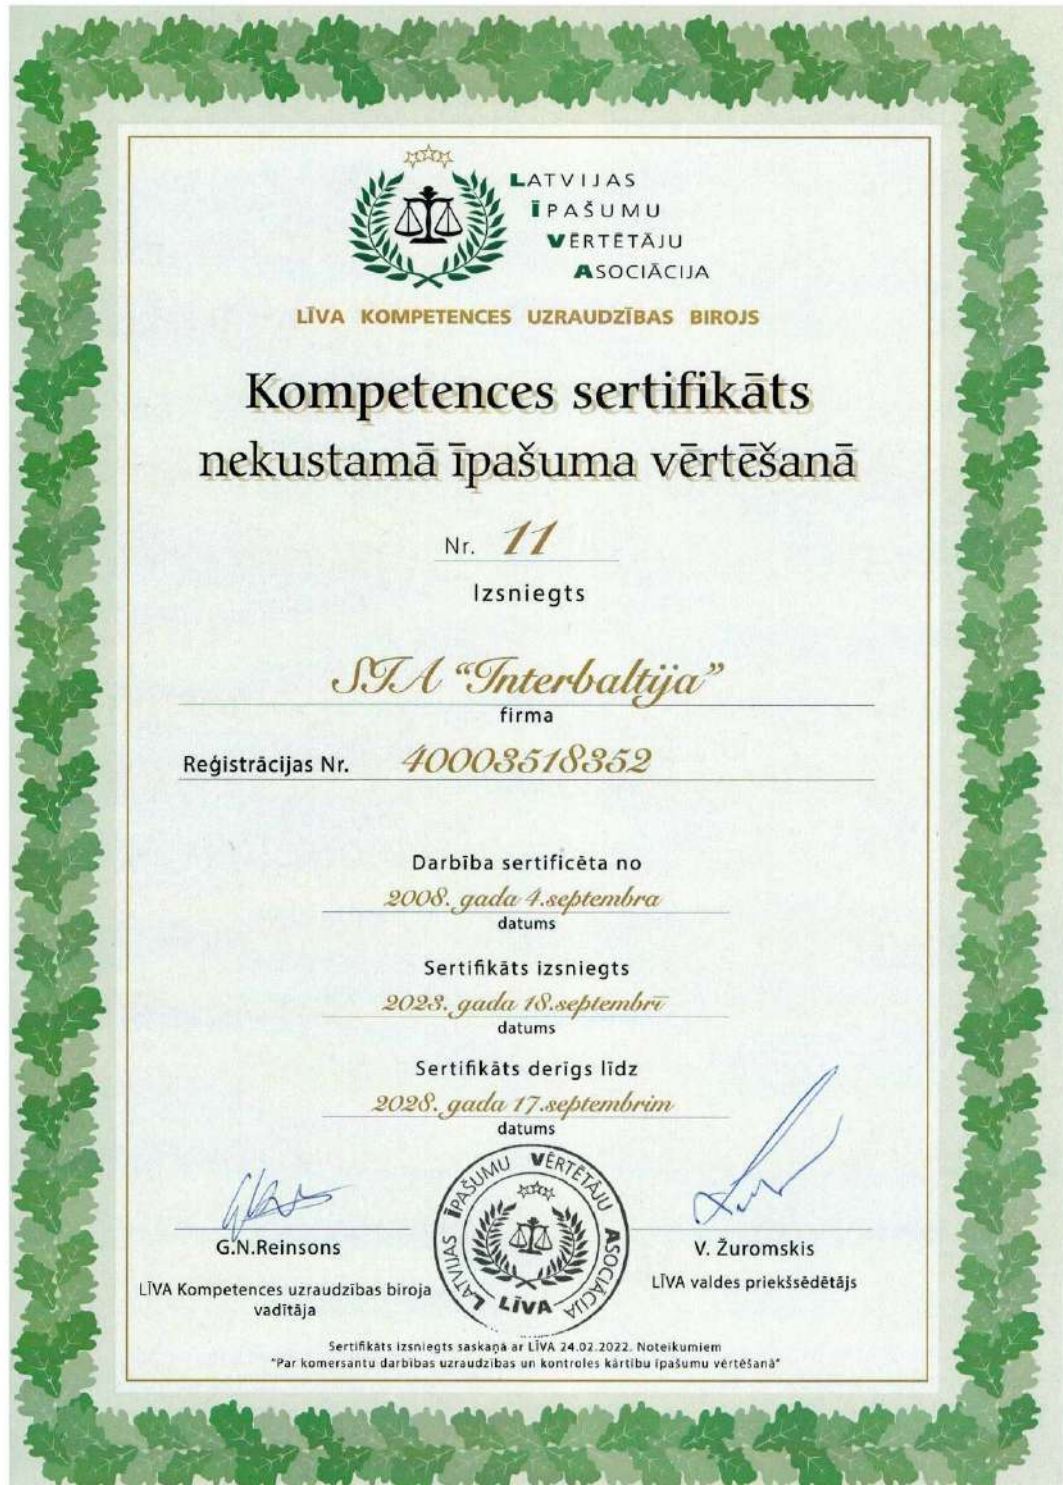 LATVIJAS
ĪPAŠUMU
VĒRTĒTĀJU
ASOCIĀCIJA
LĪVA KOMPETENCES UZRAUDZĪBAS BIROJS
Kompetences sertifikāts
nekustamā īpašuma vērtēšanā
Nr. 11
Izsniegts
SIA “Interbaltija”
firma
Reģistrācijas Nr. 40003518352
Darbība sertificēta no
2008. gada 4.septembra
datums
Sertifikāts izsniegts
2023. gada 18.septembrī
datums
Sertifikāts derīgs līdz
2028. gada 17.septembrim
datums
LATVIJAS ĪPAŠUMU VĒRTĒTĀJU ASOCIĀCIJA
LĪVA
G.N.Reinsons
LĪVA Kompetences uzraudzības biroja
vadītāja
V. Žuromskis
LĪVA valdes priekšsēdētājs
Sertifikāts izsniegts saskaņā ar LĪVA 24.02.2022. Noteikumiem
"Par komersantu darbības uzraudzības un kontroles kārtību īpašumu vērtēšanā"